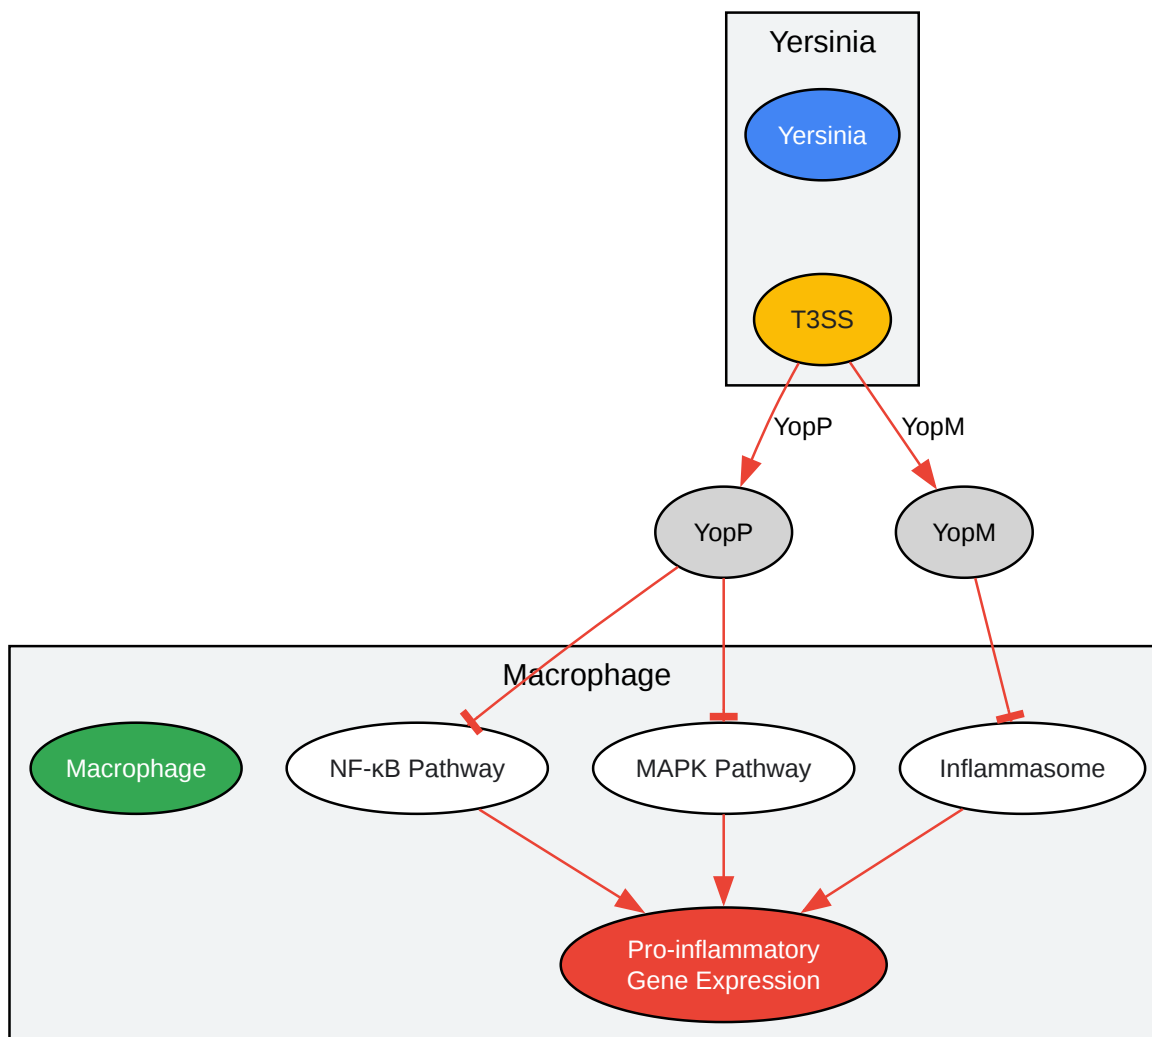 Yersinia
Yersinia
T3SS
YopP
YopM
YopP
YopM
Macrophage
Macrophage
NF-κB Pathway
MAPK Pathway
Inflammasome
Pro-inflammatory
Gene Expression